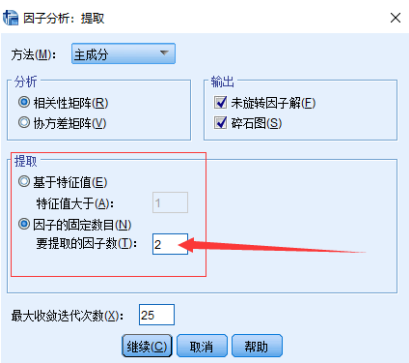 因子分析：提取
方法(M)： 主成分
分析
相关性矩阵(R)
协方差矩阵(V)
输出
未旋转因子解(F)
碎石图(S)
提取
基于特征值(E)
特征值大于(A)： 1
因子的固定数目(N)
要提取的因子数(T)： 2
最大收敛迭代次数(X)： 25
继续(C) 取消 帮助